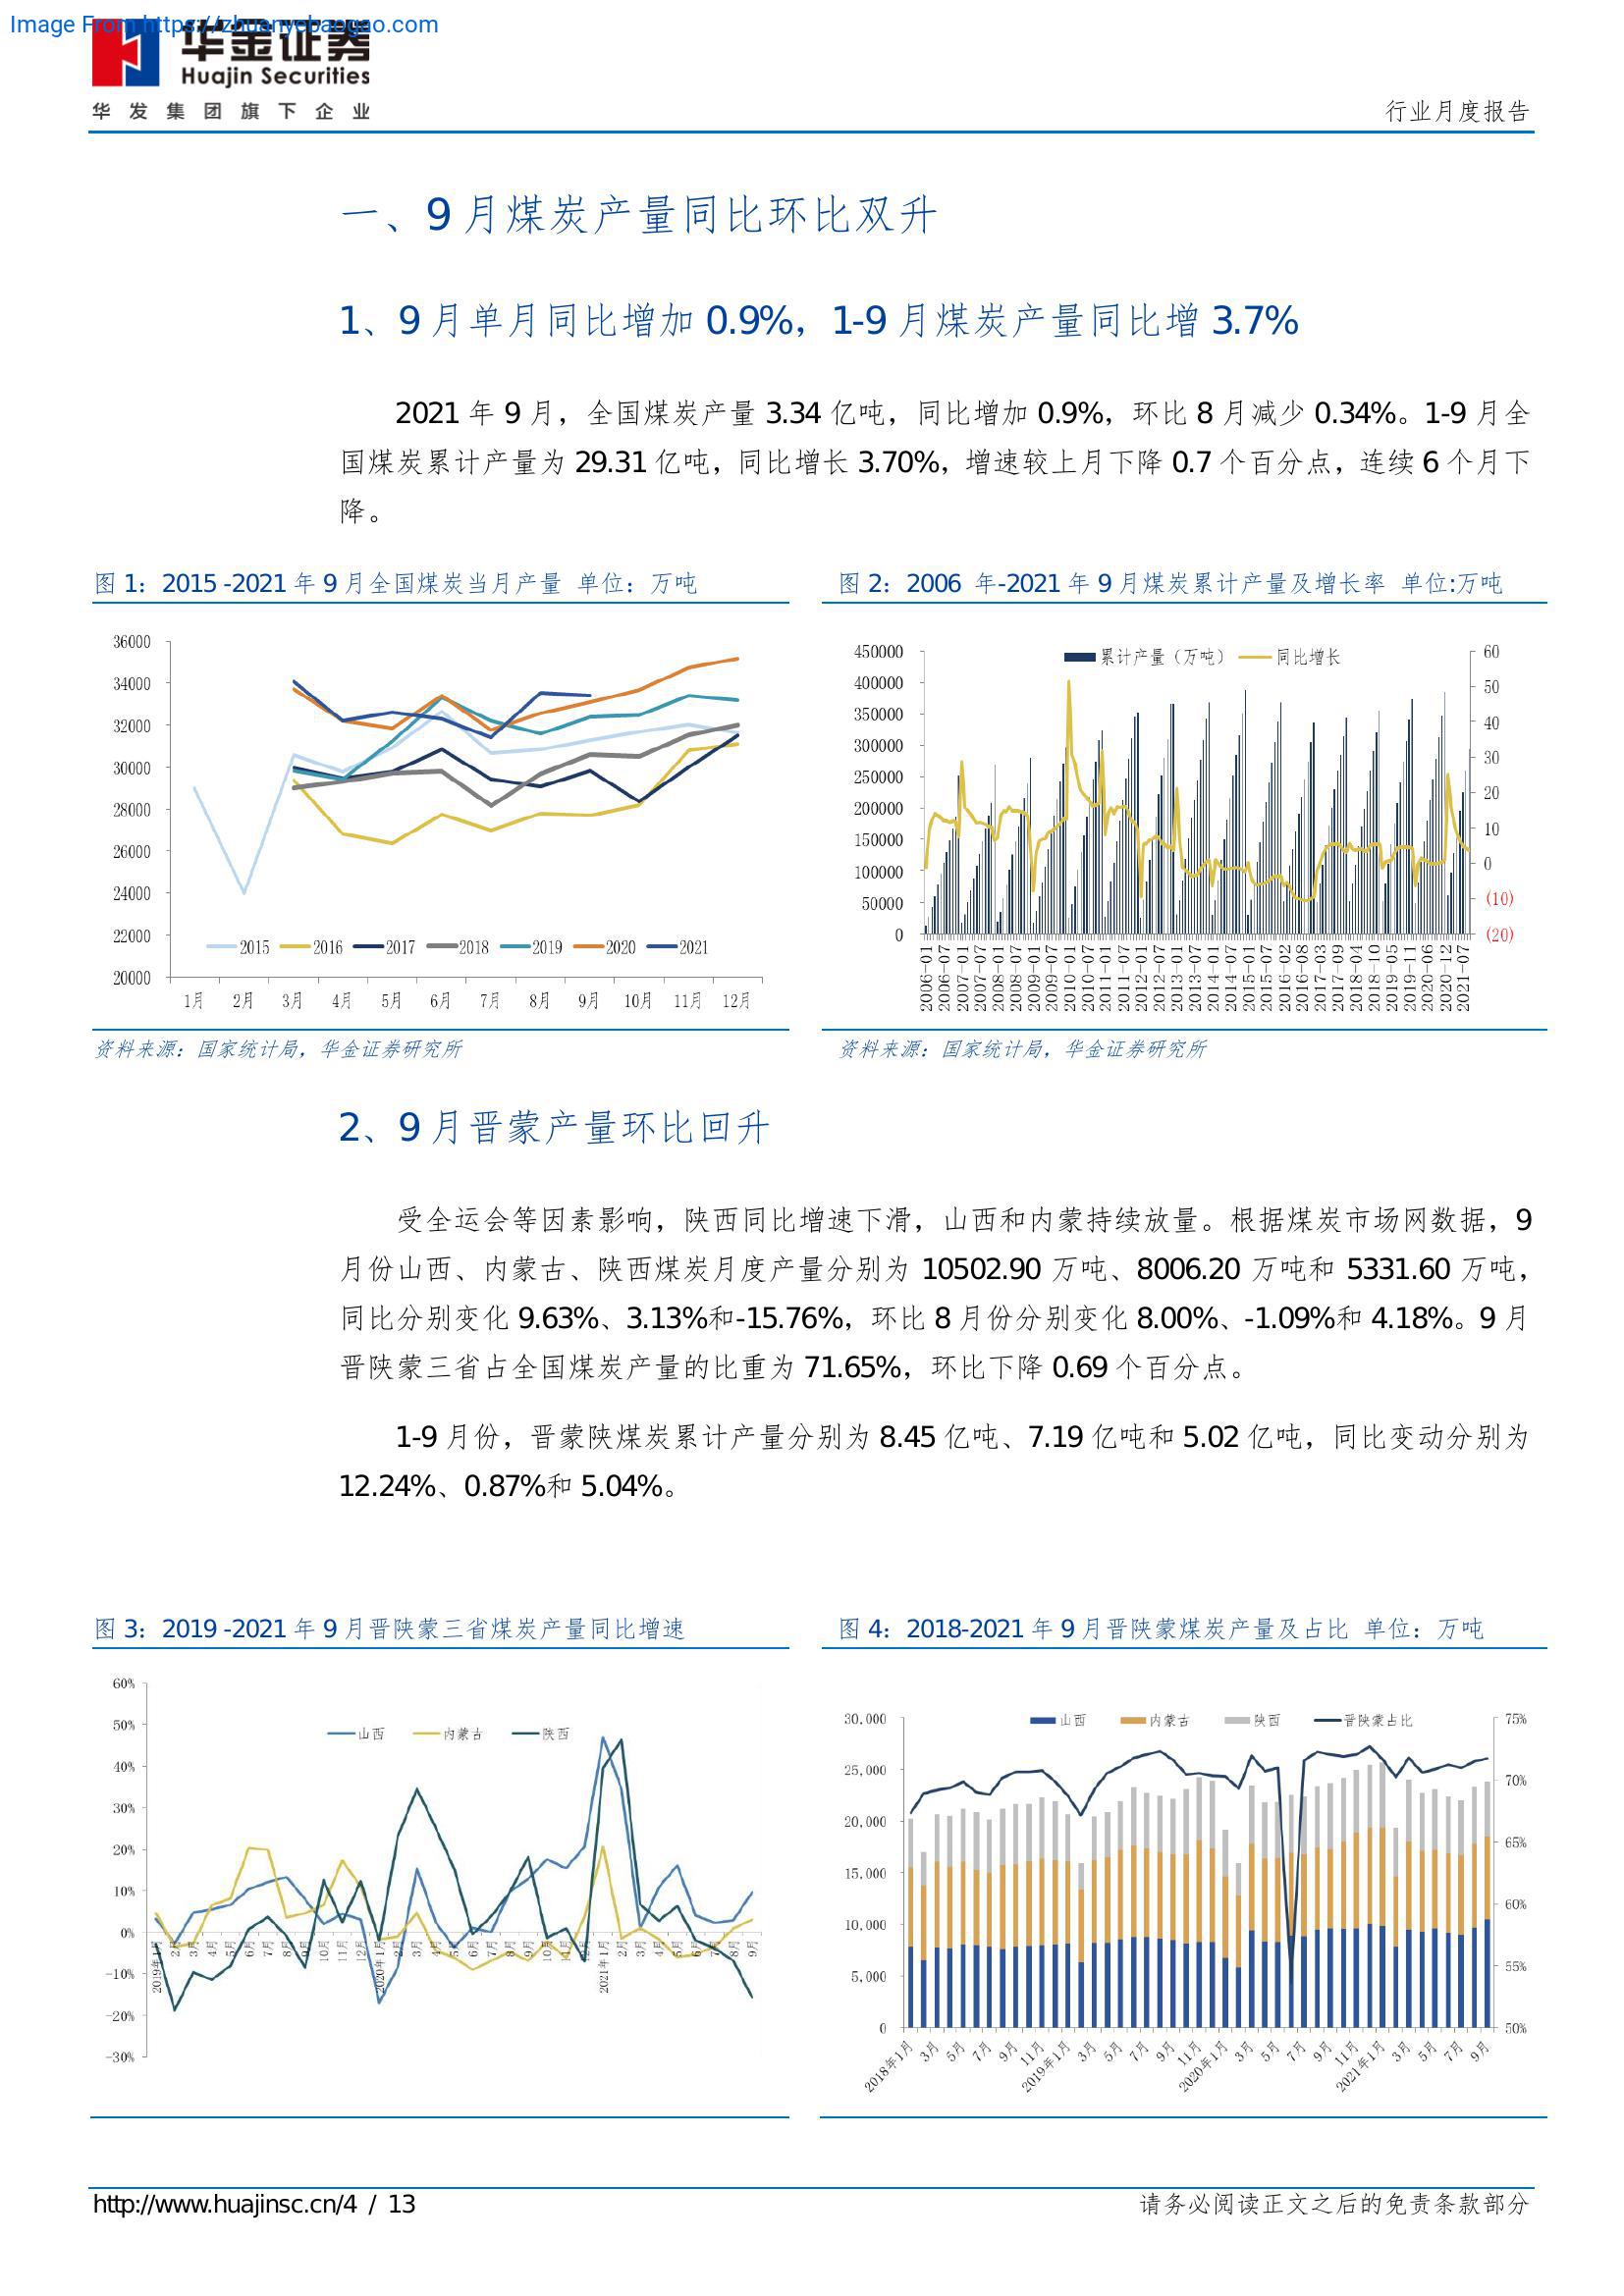 Image From https://zhuanyebaogao.com
华金证券
Huajin Securities
华发集团旗下企业
行业月度报告
一、9 月煤炭产量同比环比双升
1、9 月单月同比增加 0.9%，1-9 月煤炭产量同比增 3.7%
2021 年 9 月，全国煤炭产量 3.34 亿吨，同比增加 0.9%，环比 8 月减少 0.34%。1-9 月全
国煤炭累计产量为 29.31 亿吨，同比增长 3.70%，增速较上月下降 0.7 个百分点，连续 6 个月下
降。
图 1：2015 -2021 年 9 月全国煤炭当月产量 单位：万吨
36000
34000
32000
30000
28000
26000
24000
22000
20000
2015 2016 2017 2018 2019 2020 2021
1月 2月 3月 4月 5月 6月 7月 8月 9月 10月 11月 12月
资料来源：国家统计局，华金证券研究所
图 2：2006 年-2021 年 9 月煤炭累计产量及增长率 单位:万吨
累计产量（万吨） 同比增长
450000
400000
350000
300000
250000
200000
150000
100000
50000
0
60
50
40
30
20
10
0
(10)
(20)
2006-01 2006-07 2007-01 2007-07 2008-01 2008-07 2009-01 2009-07 2010-01 2010-07 2011-01 2011-07 2012-01 2012-07 2013-01 2013-07 2014-01 2014-07 2015-01 2015-07 2016-02 2016-08 2017-03 2017-09 2018-04 2018-10 2019-05 2019-11 2020-06 2020-12 2021-07
资料来源：国家统计局，华金证券研究所
2、9 月晋蒙产量环比回升
受全运会等因素影响，陕西同比增速下滑，山西和内蒙持续放量。根据煤炭市场网数据，9
月份山西、内蒙古、陕西煤炭月度产量分别为 10502.90 万吨、8006.20 万吨和 5331.60 万吨，
同比分别变化 9.63%、3.13%和-15.76%，环比 8 月份分别变化 8.00%、-1.09%和 4.18%。9 月
晋陕蒙三省占全国煤炭产量的比重为 71.65%，环比下降 0.69 个百分点。
1-9 月份，晋蒙陕煤炭累计产量分别为 8.45 亿吨、7.19 亿吨和 5.02 亿吨，同比变动分别为
12.24%、0.87%和 5.04%。
图 3：2019 -2021 年 9 月晋陕蒙三省煤炭产量同比增速
60%
50%
40%
30%
20%
10%
0%
-10%
-20%
-30%
山西 内蒙古 陕西
2019年1月 2月 3月 4月 5月 6月 7月 8月 9月 10月 11月 12月 2020年1月 2月 3月 4月 5月 6月 7月 8月 9月 10月 11月 12月 2021年1月 2月 3月 4月 5月 6月 7月 8月 9月
图 4：2018-2021 年 9 月晋陕蒙煤炭产量及占比 单位：万吨
山西 内蒙古 陕西 晋陕蒙占比
30,000
25,000
20,000
15,000
10,000
5,000
0
75%
70%
65%
60%
55%
50%
2018年1月 3月 5月 7月 9月 11月 2019年1月 3月 5月 7月 9月 11月 2020年1月 3月 5月 7月 9月 11月 2021年1月 3月 5月 7月 9月
http://www.huajinsc.cn/4 / 13
请务必阅读正文之后的免责条款部分